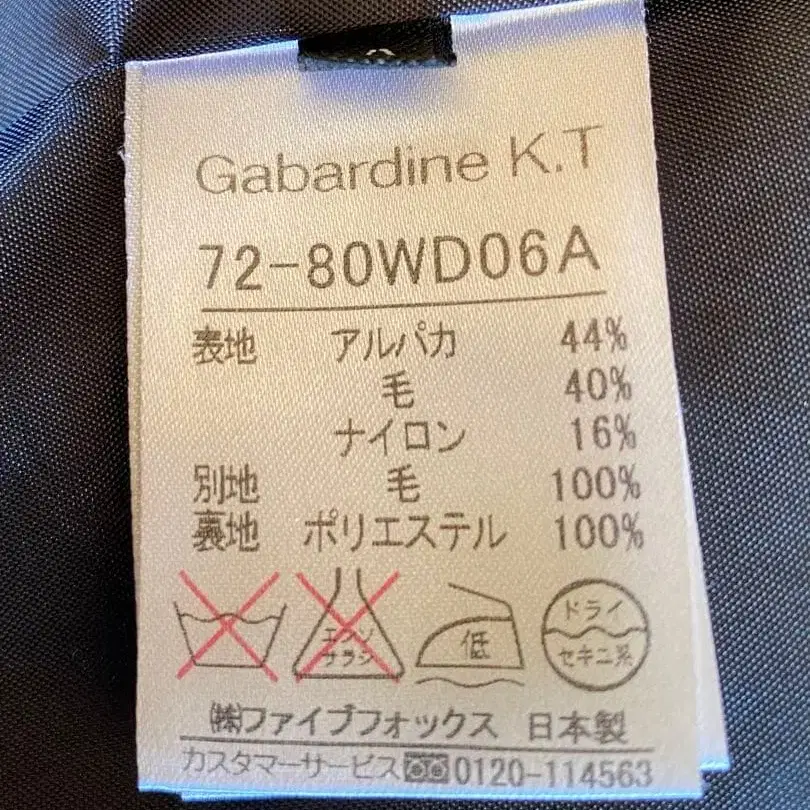 Gabardine K.T
72-80WD06A
表地 アルパカ 44%
毛 40%
ナイロン 16%
別地 毛 100%
裏地 ポリエステル 100%
エンソ
サラシ
低
ドライ
セキユ系
㈱ファイブフォックス 日本製
カスタマーサービス 0120-114563